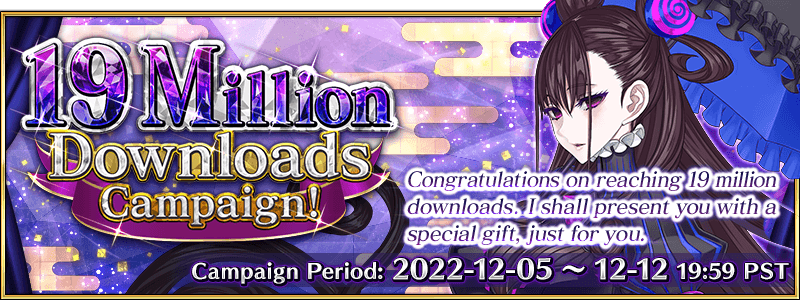 19 Million
Downloads
Campaign!
Congratulations on reaching 19 million
downloads. I shall present you with a
special gift, just for you.
Campaign Period: 2022-12-05 ~ 12-12 19:59 PST